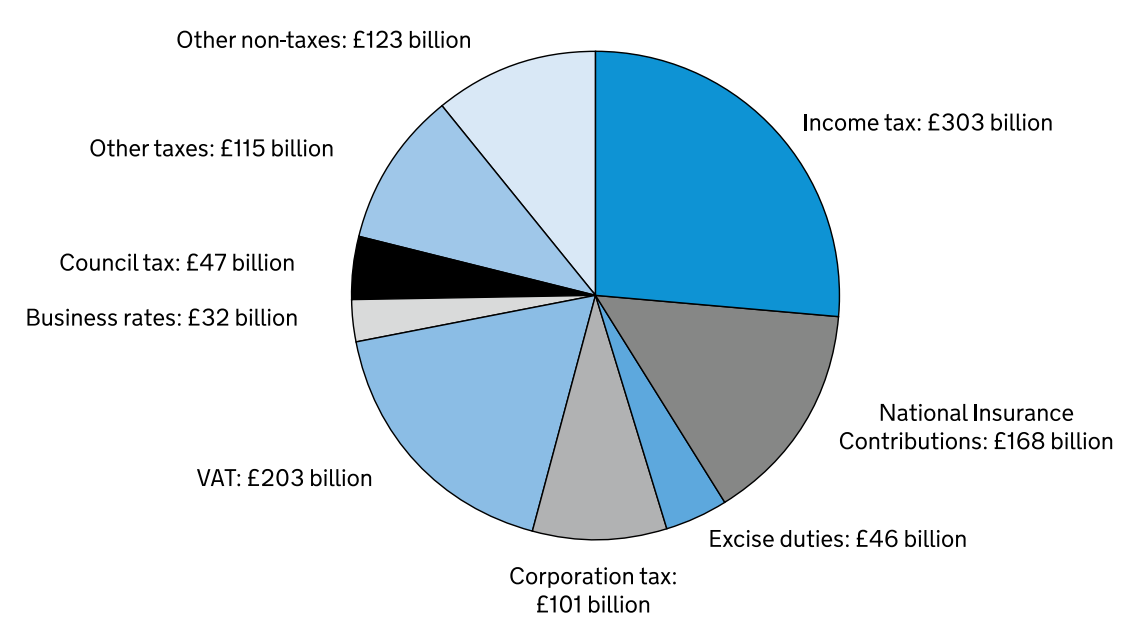 Other non-taxes: £123 billion
Income tax: £303 billion
Other taxes: £115 billion
Council tax: £47 billion
Business rates: £32 billion
National Insurance
Contributions: £168 billion
VAT: £203 billion
Excise duties: £46 billion
Corporation tax:
£101 billion